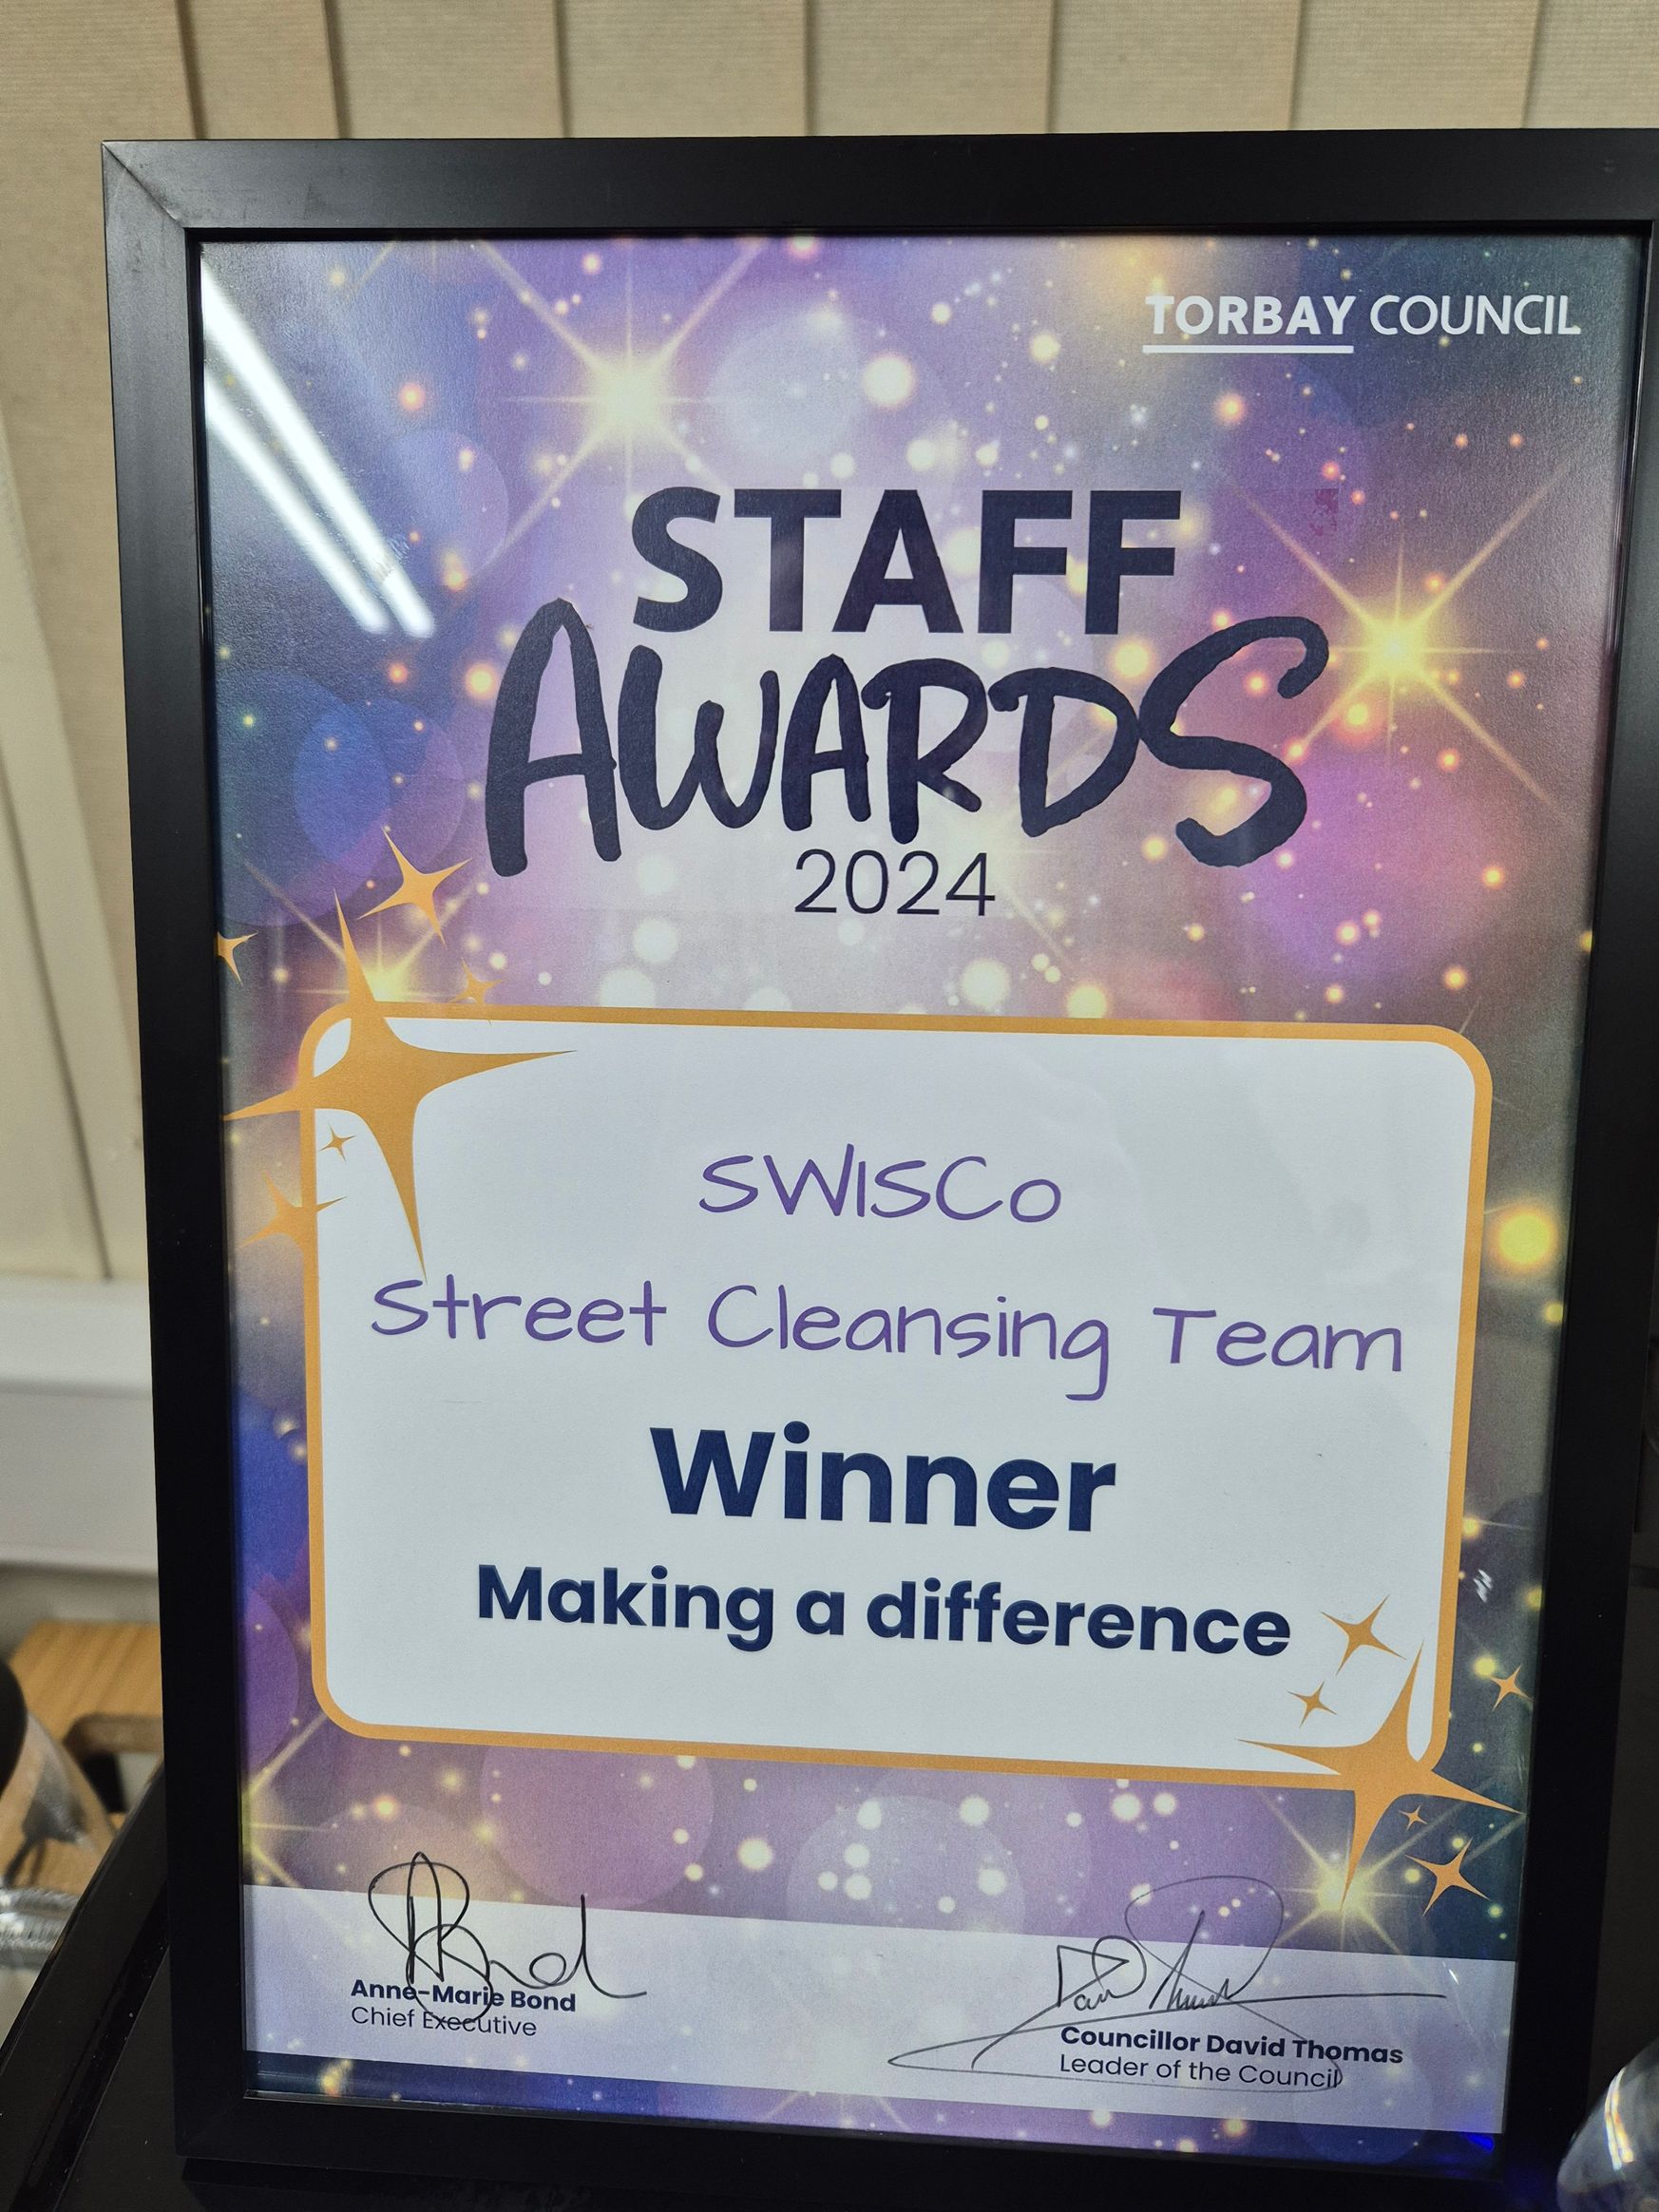 TORBAY COUNCIL
STAFF
AWARDS
2024
SWISCo
Street Cleansing Team
Winner
Making a difference
Anne-Marie Bond
Chief Executive
Councillor David Thomas
Leader of the Council